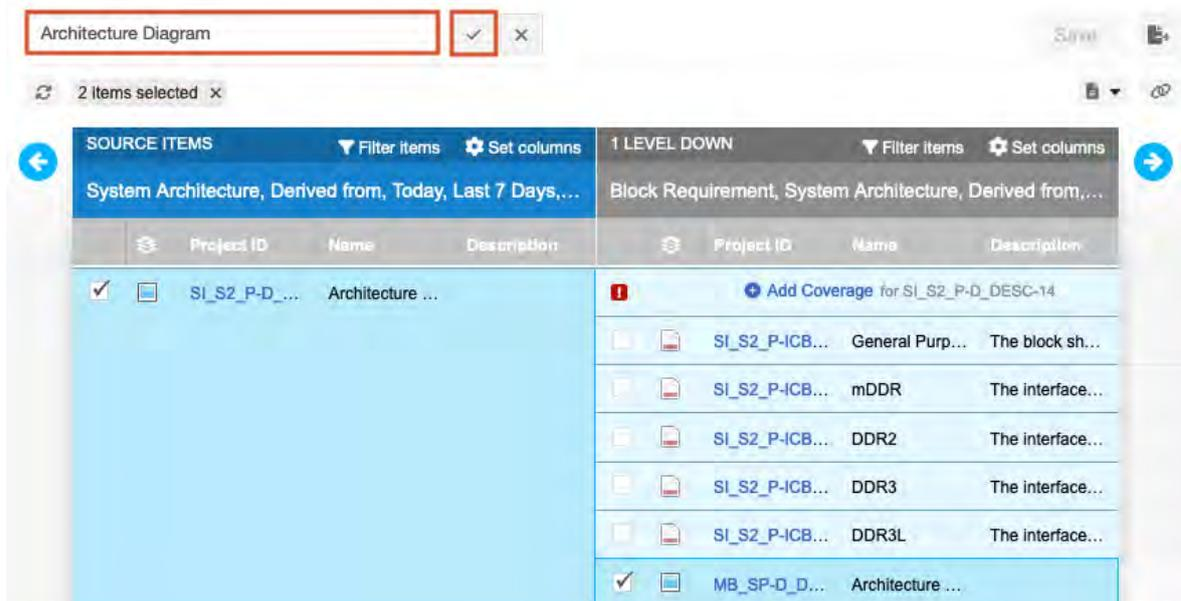 Architecture Diagram
Save
2 items selected
SOURCE ITEMS Filter items Set columns
System Architecture, Derived from, Today, Last 7 Days,...
1 LEVEL DOWN Filter items Set columns
Block Requirement, System Architecture, Derived from,...
Project ID Name Description
Project ID Name Description
SI_S2_P-D_... Architecture ...
Add Coverage for SI_S2_P-D_DESC-14
SI_S2_P-ICB... General Purp... The block sh...
SI_S2_P-ICB... mDDR The interface...
SI_S2_P-ICB... DDR2 The interface...
SI_S2_P-ICB... DDR3 The interface...
SI_S2_P-ICB... DDR3L The interface...
MB_SP-D_D... Architecture ...